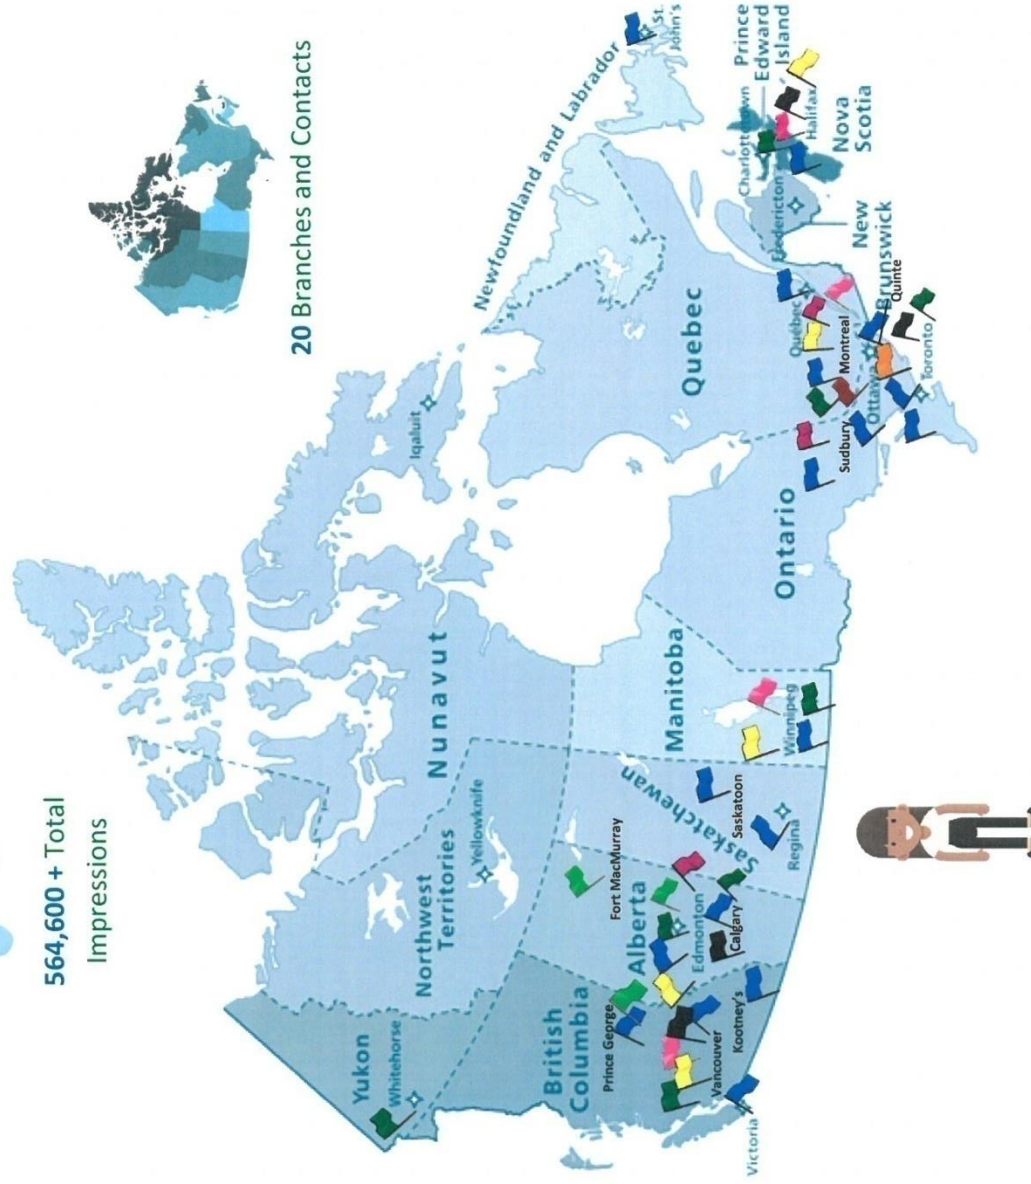 564,600 + Total
Impressions
20 Branches and Contacts
Yukon
Whitehorse
Northwest
Territories
Yellowknife
Nunavut
Iqaluit
British
Columbia
Prince George
Vancouver
Kootney's
Victoria
Alberta
Fort MacMurray
Edmonton
Calgary
Saskatchewan
Saskatoon
Regina
Manitoba
Winnipeg
Ontario
Sudbury
Ottawa
Toronto
Quinte
Quebec
Québec
Montreal
Newfoundland and Labrador
St.
John's
Prince
Edward
Island
Charlottetown
Halifax
Nova
Scotia
Fredericton
New
Brunswick